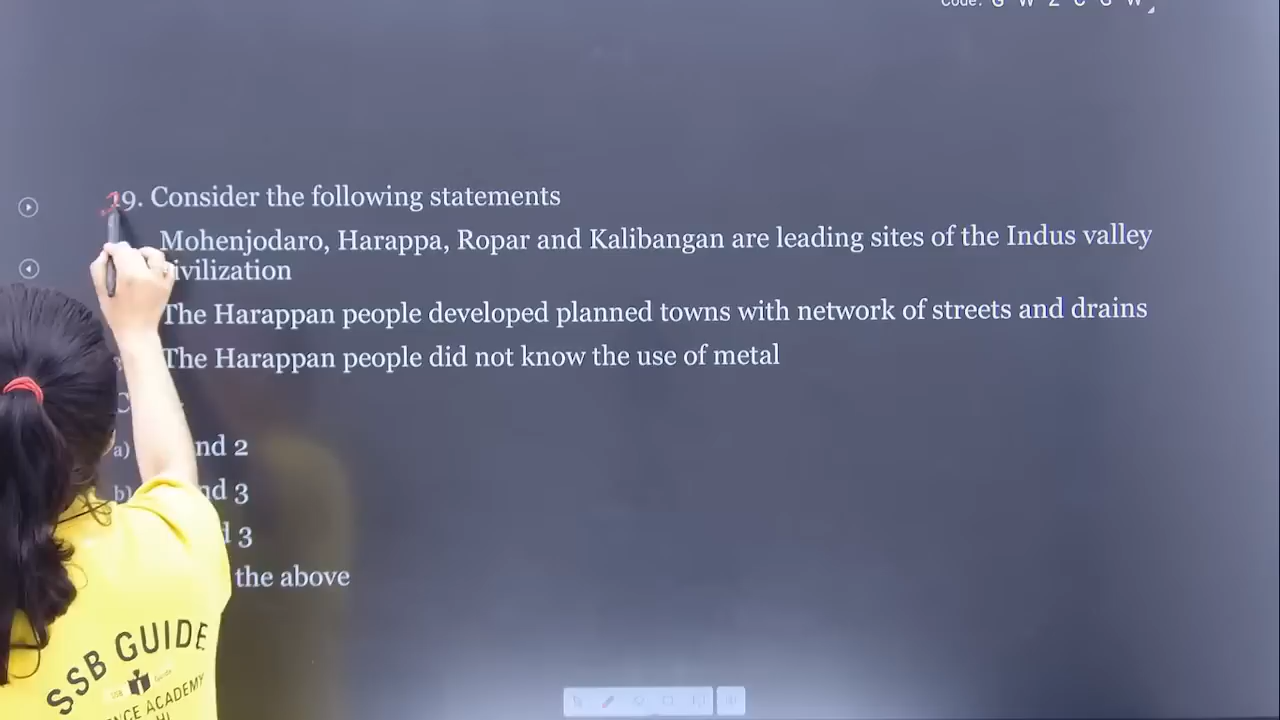 Code: G W Z C G W
19. Consider the following statements
Mohenjodaro, Harappa, Ropar and Kalibangan are leading sites of the Indus valley
ivilization
The Harappan people developed planned towns with network of streets and drains
The Harappan people did not know the use of metal
C
a) nd 2
b) nd 3
d 3
the above
SSB GUIDE
NCE ACADEMY
HI